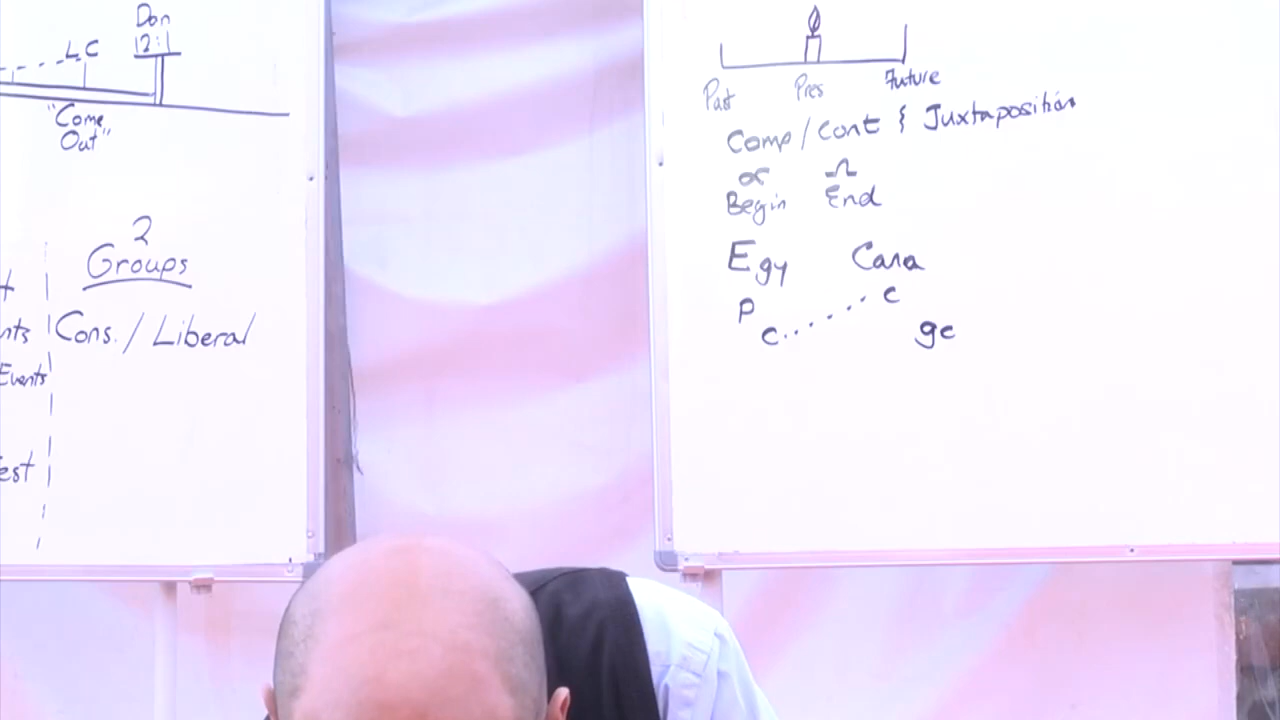 Don
12:1
LC
"Come
Out"
2
Groups
nts
Cons. / Liberal
Events
est
Past Pres Future
Comp/Cont & Juxtaposition
α Ω
Begin End
Egy Cana
P
c......c
gc